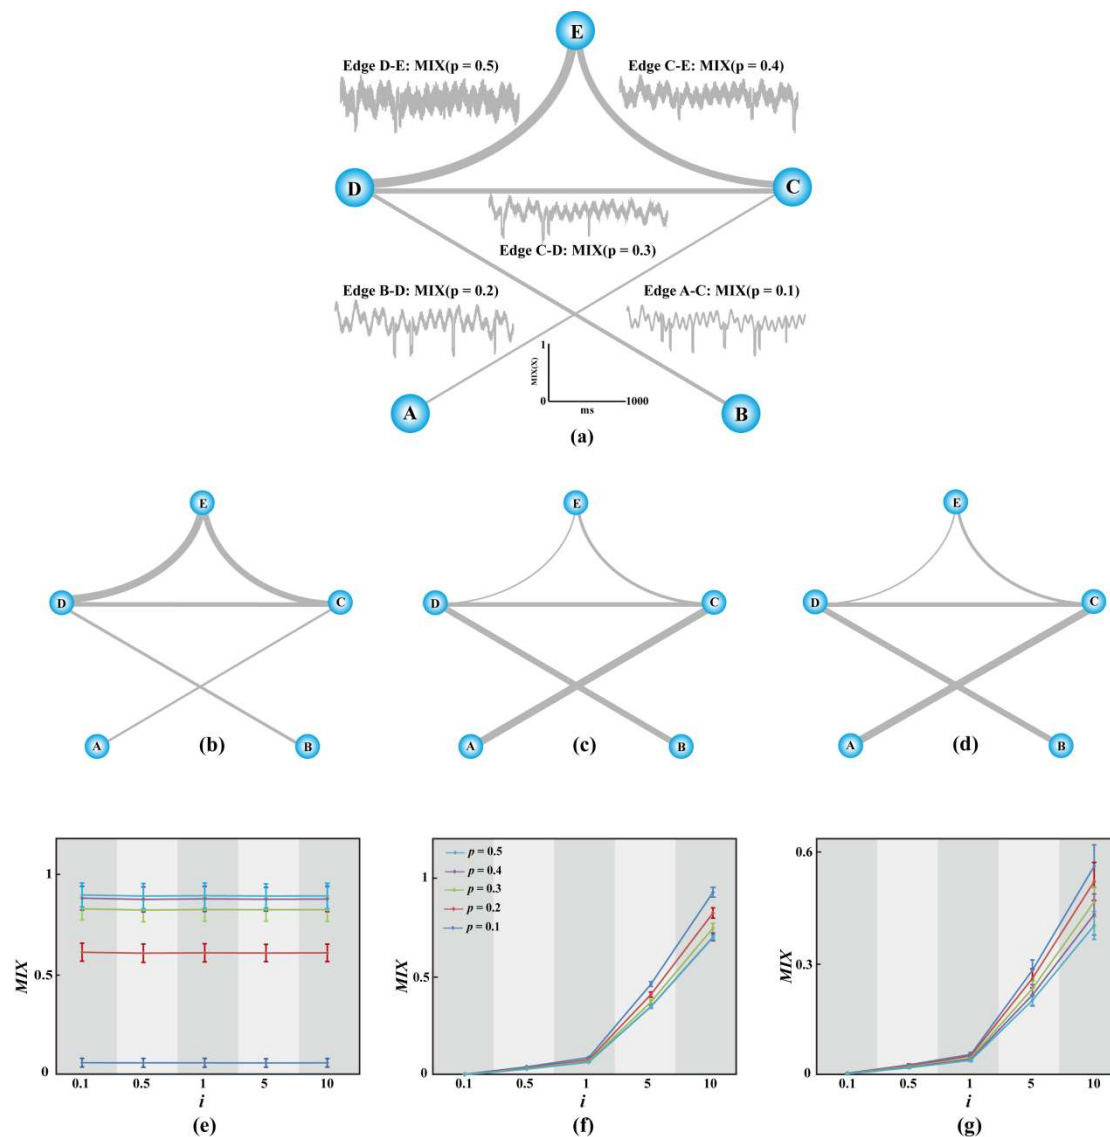 E
Edge D-E: MIX(p = 0.5)
Edge C-E: MIX(p = 0.4)
D
C
Edge C-D: MIX(p = 0.3)
Edge B-D: MIX(p = 0.2)
Edge A-C: MIX(p = 0.1)
1
MIX(X)
0
1000
ms
A
B
(a)
E
D
C
A
B
(b)
E
D
C
A
B
(c)
E
D
C
A
B
(d)
1
0.5
0
MIX
0.1 0.5 1 5 10
i
(e)
p = 0.5
p = 0.4
p = 0.3
p = 0.2
p = 0.1
1
0.5
0
MIX
0.1 0.5 1 5 10
i
(f)
0.6
0.3
0
MIX
0.1 0.5 1 5 10
i
(g)